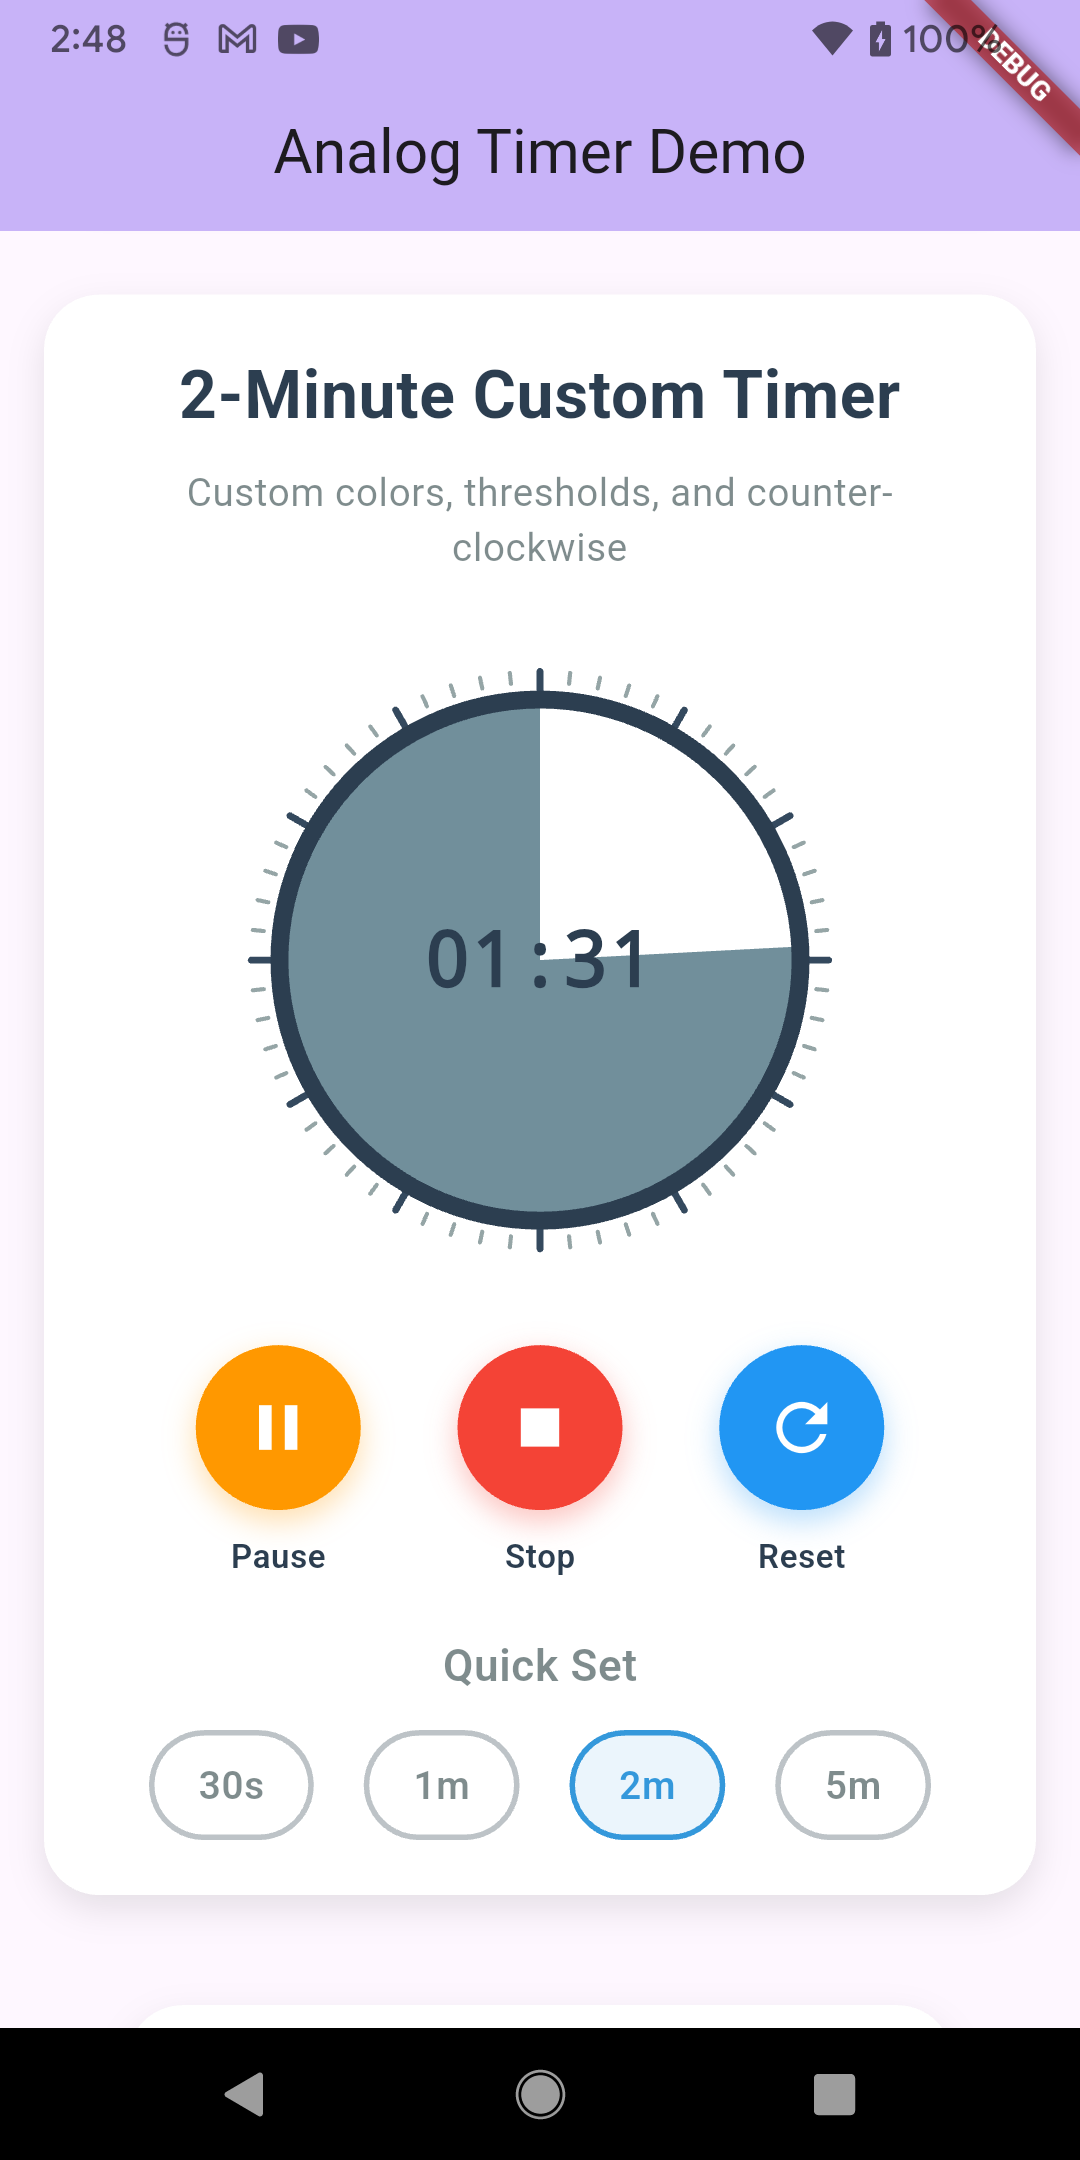 2:48
100%
DEBUG
Analog Timer Demo
2-Minute Custom Timer
Custom colors, thresholds, and counter-
clockwise
01:31
Pause
Stop
Reset
Quick Set
30s
1m
2m
5m